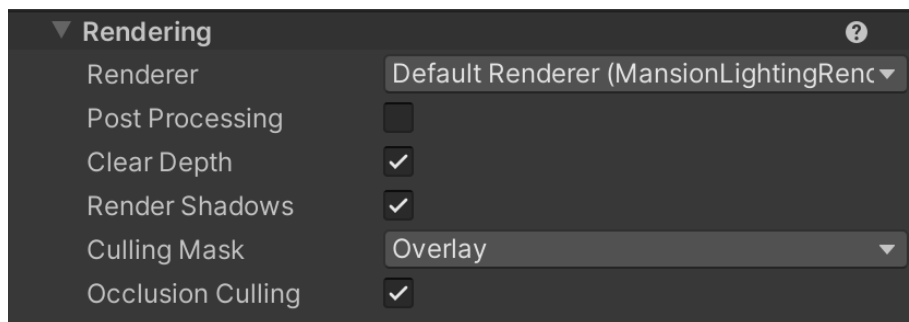 Rendering
Renderer Default Renderer (MansionLightingRenc
Post Processing
Clear Depth
Render Shadows
Culling Mask Overlay
Occlusion Culling